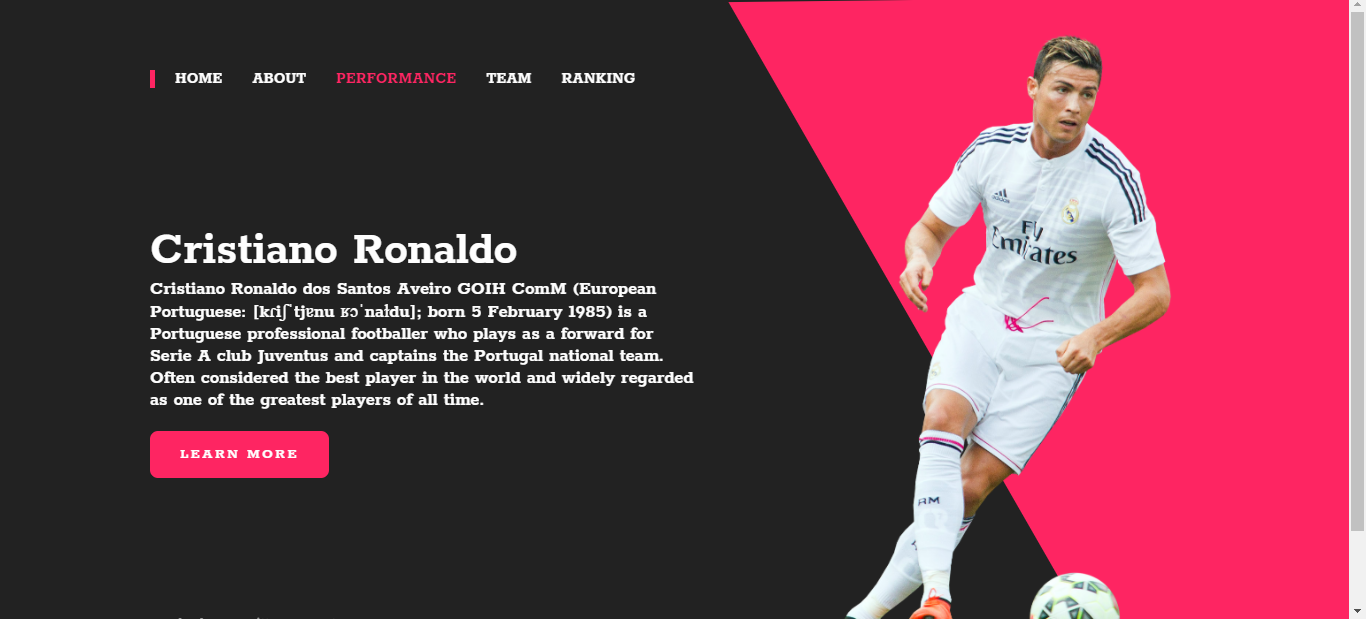 HOME ABOUT PERFORMANCE TEAM RANKING
Cristiano Ronaldo
Cristiano Ronaldo dos Santos Aveiro GOIH ComM (European
Portuguese: [kɾiʃˈtjɐnu ʁɔˈnaɫdu]; born 5 February 1985) is a
Portuguese professional footballer who plays as a forward for
Serie A club Juventus and captains the Portugal national team.
Often considered the best player in the world and widely regarded
as one of the greatest players of all time.
LEARN MORE
adidas
Fly
Emirates
RM